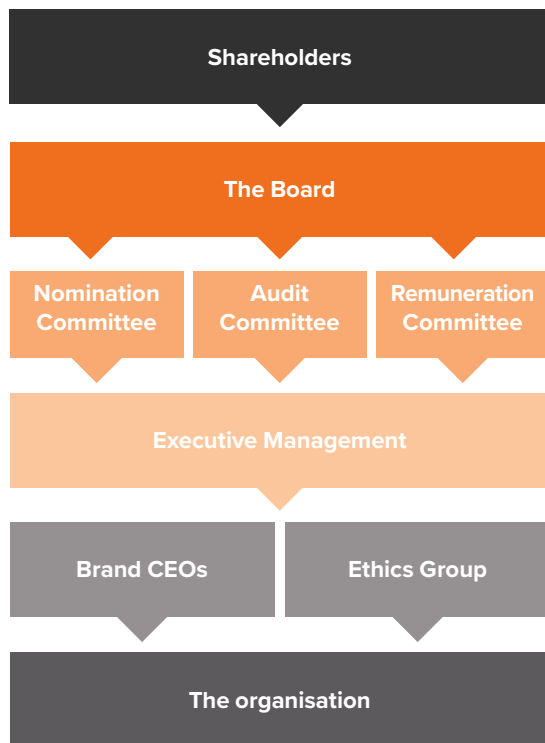 Shareholders
The Board
Nomination
Committee
Audit
Committee
Remuneration
Committee
Executive Management
Brand CEOs
Ethics Group
The organisation